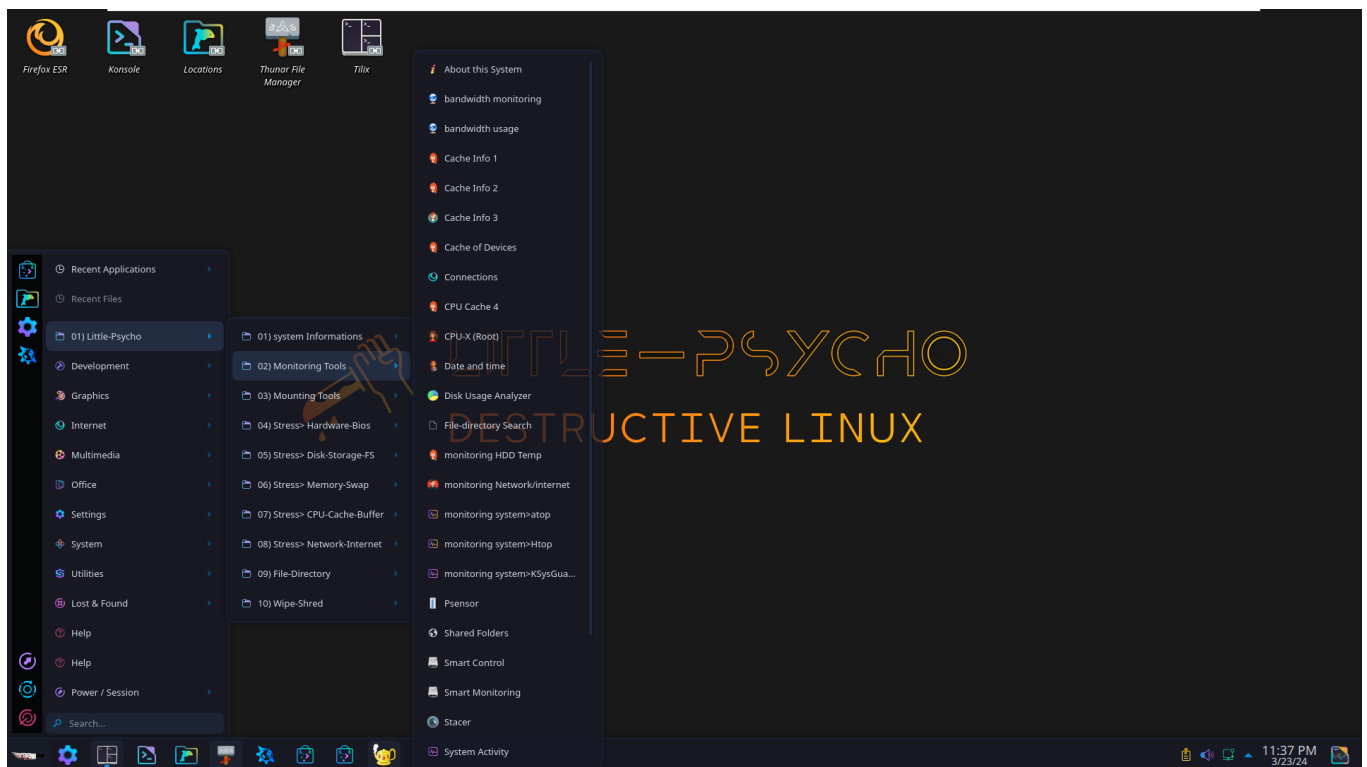 Firefox ESR
Konsole
Locations
Thunar File
Manager
Tilix
Recent Applications
Recent Files
01) Little-Psycho
Development
Graphics
Internet
Multimedia
Office
Settings
System
Utilities
Lost & Found
Help
Help
Power / Session
Search...
01) system Informations
02) Monitoring Tools
03) Mounting Tools
04) Stress> Hardware-Bios
05) Stress> Disk-Storage-FS
06) Stress> Memory-Swap
07) Stress> CPU-Cache-Buffer
08) Stress> Network-Internet
09) File-Directory
10) Wipe-Shred
About this System
bandwidth monitoring
bandwidth usage
Cache Info 1
Cache Info 2
Cache Info 3
Cache of Devices
Connections
CPU Cache 4
CPU-X (Root)
Date and time
Disk Usage Analyzer
File-directory Search
monitoring HDD Temp
monitoring Network/internet
monitoring system>atop
monitoring system>Htop
monitoring system>KSysGua...
Psensor
Shared Folders
Smart Control
Smart Monitoring
Stacer
System Activity
LITTLE-PSYCHO
DESTRUCTIVE LINUX
11:37 PM
3/23/24